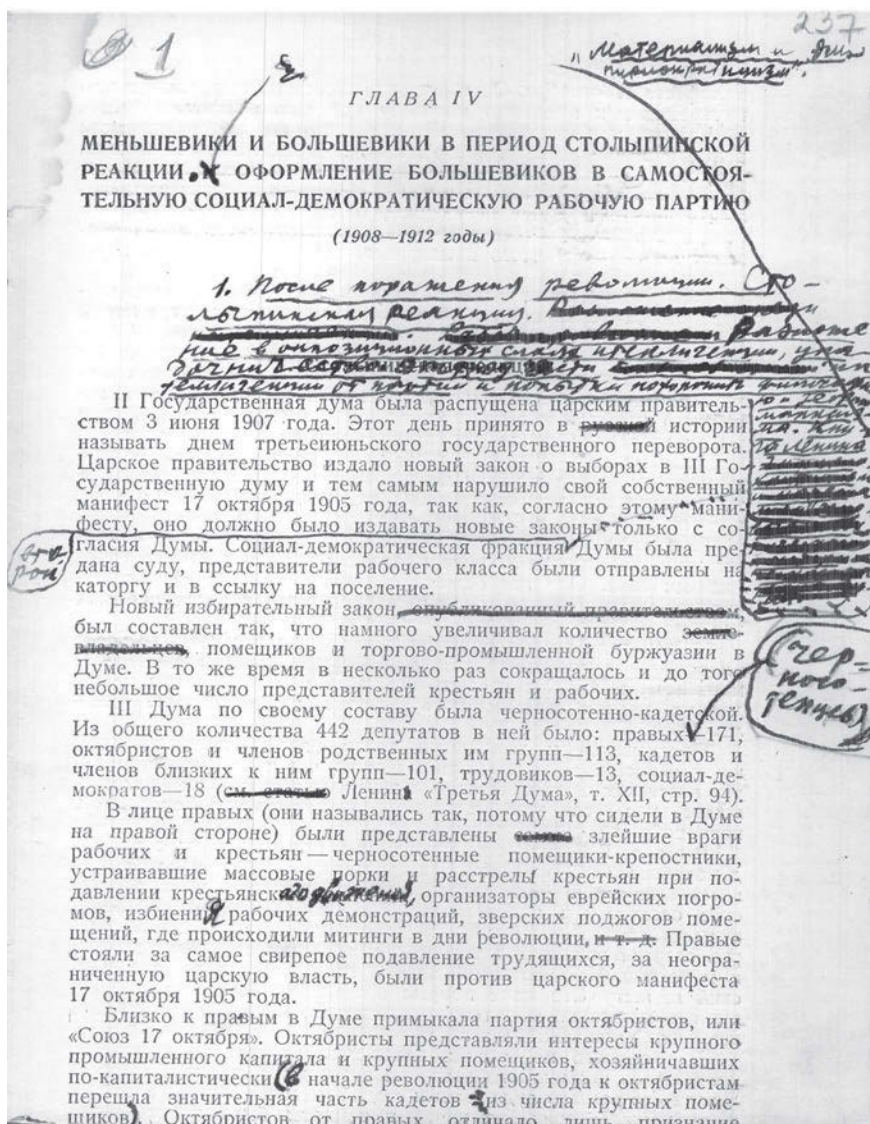 237
1
„Материализм и эмпириокритицизм".
ГЛАВА IV
МЕНЬШЕВИКИ И БОЛЬШЕВИКИ В ПЕРИОД СТОЛЫПИНСКОЙ
РЕАКЦИИ. ОФОРМЛЕНИЕ БОЛЬШЕВИКОВ В САМОСТОЯ-
ТЕЛЬНУЮ СОЦИАЛ-ДЕМОКРАТИЧЕСКУЮ РАБОЧУЮ ПАРТИЮ
(1908—1912 годы)
1. После поражения революции. Сто-
лыпинская реакция.
в оппозиционных слоях интеллигенции,
теллигенции от партии и попытки
II Государственная дума была распущена царским правитель-
ством 3 июня 1907 года. Этот день принято в русской истории
называть днем третьеиюньского государственного переворота.
Царское правительство издало новый закон о выборах в III Го-
сударственную думу и тем самым нарушило свой собственный
манифест 17 октября 1905 года, так как, согласно этому мани-
фесту, оно должно было издавать новые законы только с со-
гласия Думы. Социал-демократическая фракция Думы была пре-
второй
дана суду, представители рабочего класса были отправлены на
каторгу и в ссылку на поселение.
Новый избирательный закон, опубликованный правительством,
был составлен так, что намного увеличивал количество земле-
владельцев, помещиков и торгово-промышленной буржуазии в
Думе. В то же время в несколько раз сокращалось и до того
небольшое число представителей крестьян и рабочих.
III Дума по своему составу была черносотенно-кадетской.
Из общего количества 442 депутатов в ней было: правых—171,
(чер-
носо-
тенцев)
октябристов и членов родственных им групп—113, кадетов и
членов близких к ним групп—101, трудовиков—13, социал-де-
мократов—18 (см. статью Ленина «Третья Дума», т. XII, стр. 94).
В лице правых (они назывались так, потому что сидели в Думе
на правой стороне) были представлены злейшие враги
рабочих и крестьян — черносотенные помещики-крепостники,
устраивавшие массовые порки и расстрелы крестьян при по-
давлении крестьянского движения, организаторы еврейских погро-
мов, избиения рабочих демонстраций, зверских поджогов поме-
щений, где происходили митинги в дни революции, и т. д. Правые
стояли за самое свирепое подавление трудящихся, за неогра-
ниченную царскую власть, были против царского манифеста
17 октября 1905 года.
Близко к правым в Думе примыкала партия октябристов, или
«Союз 17 октября». Октябристы представляли интересы крупного
промышленного капитала и крупных помещиков, хозяйничавших
по-капиталистически (в начале революции 1905 года к октябристам
перешла значительная часть кадетов из числа крупных поме-
щиков). Октябристов от правых отличало лишь признание